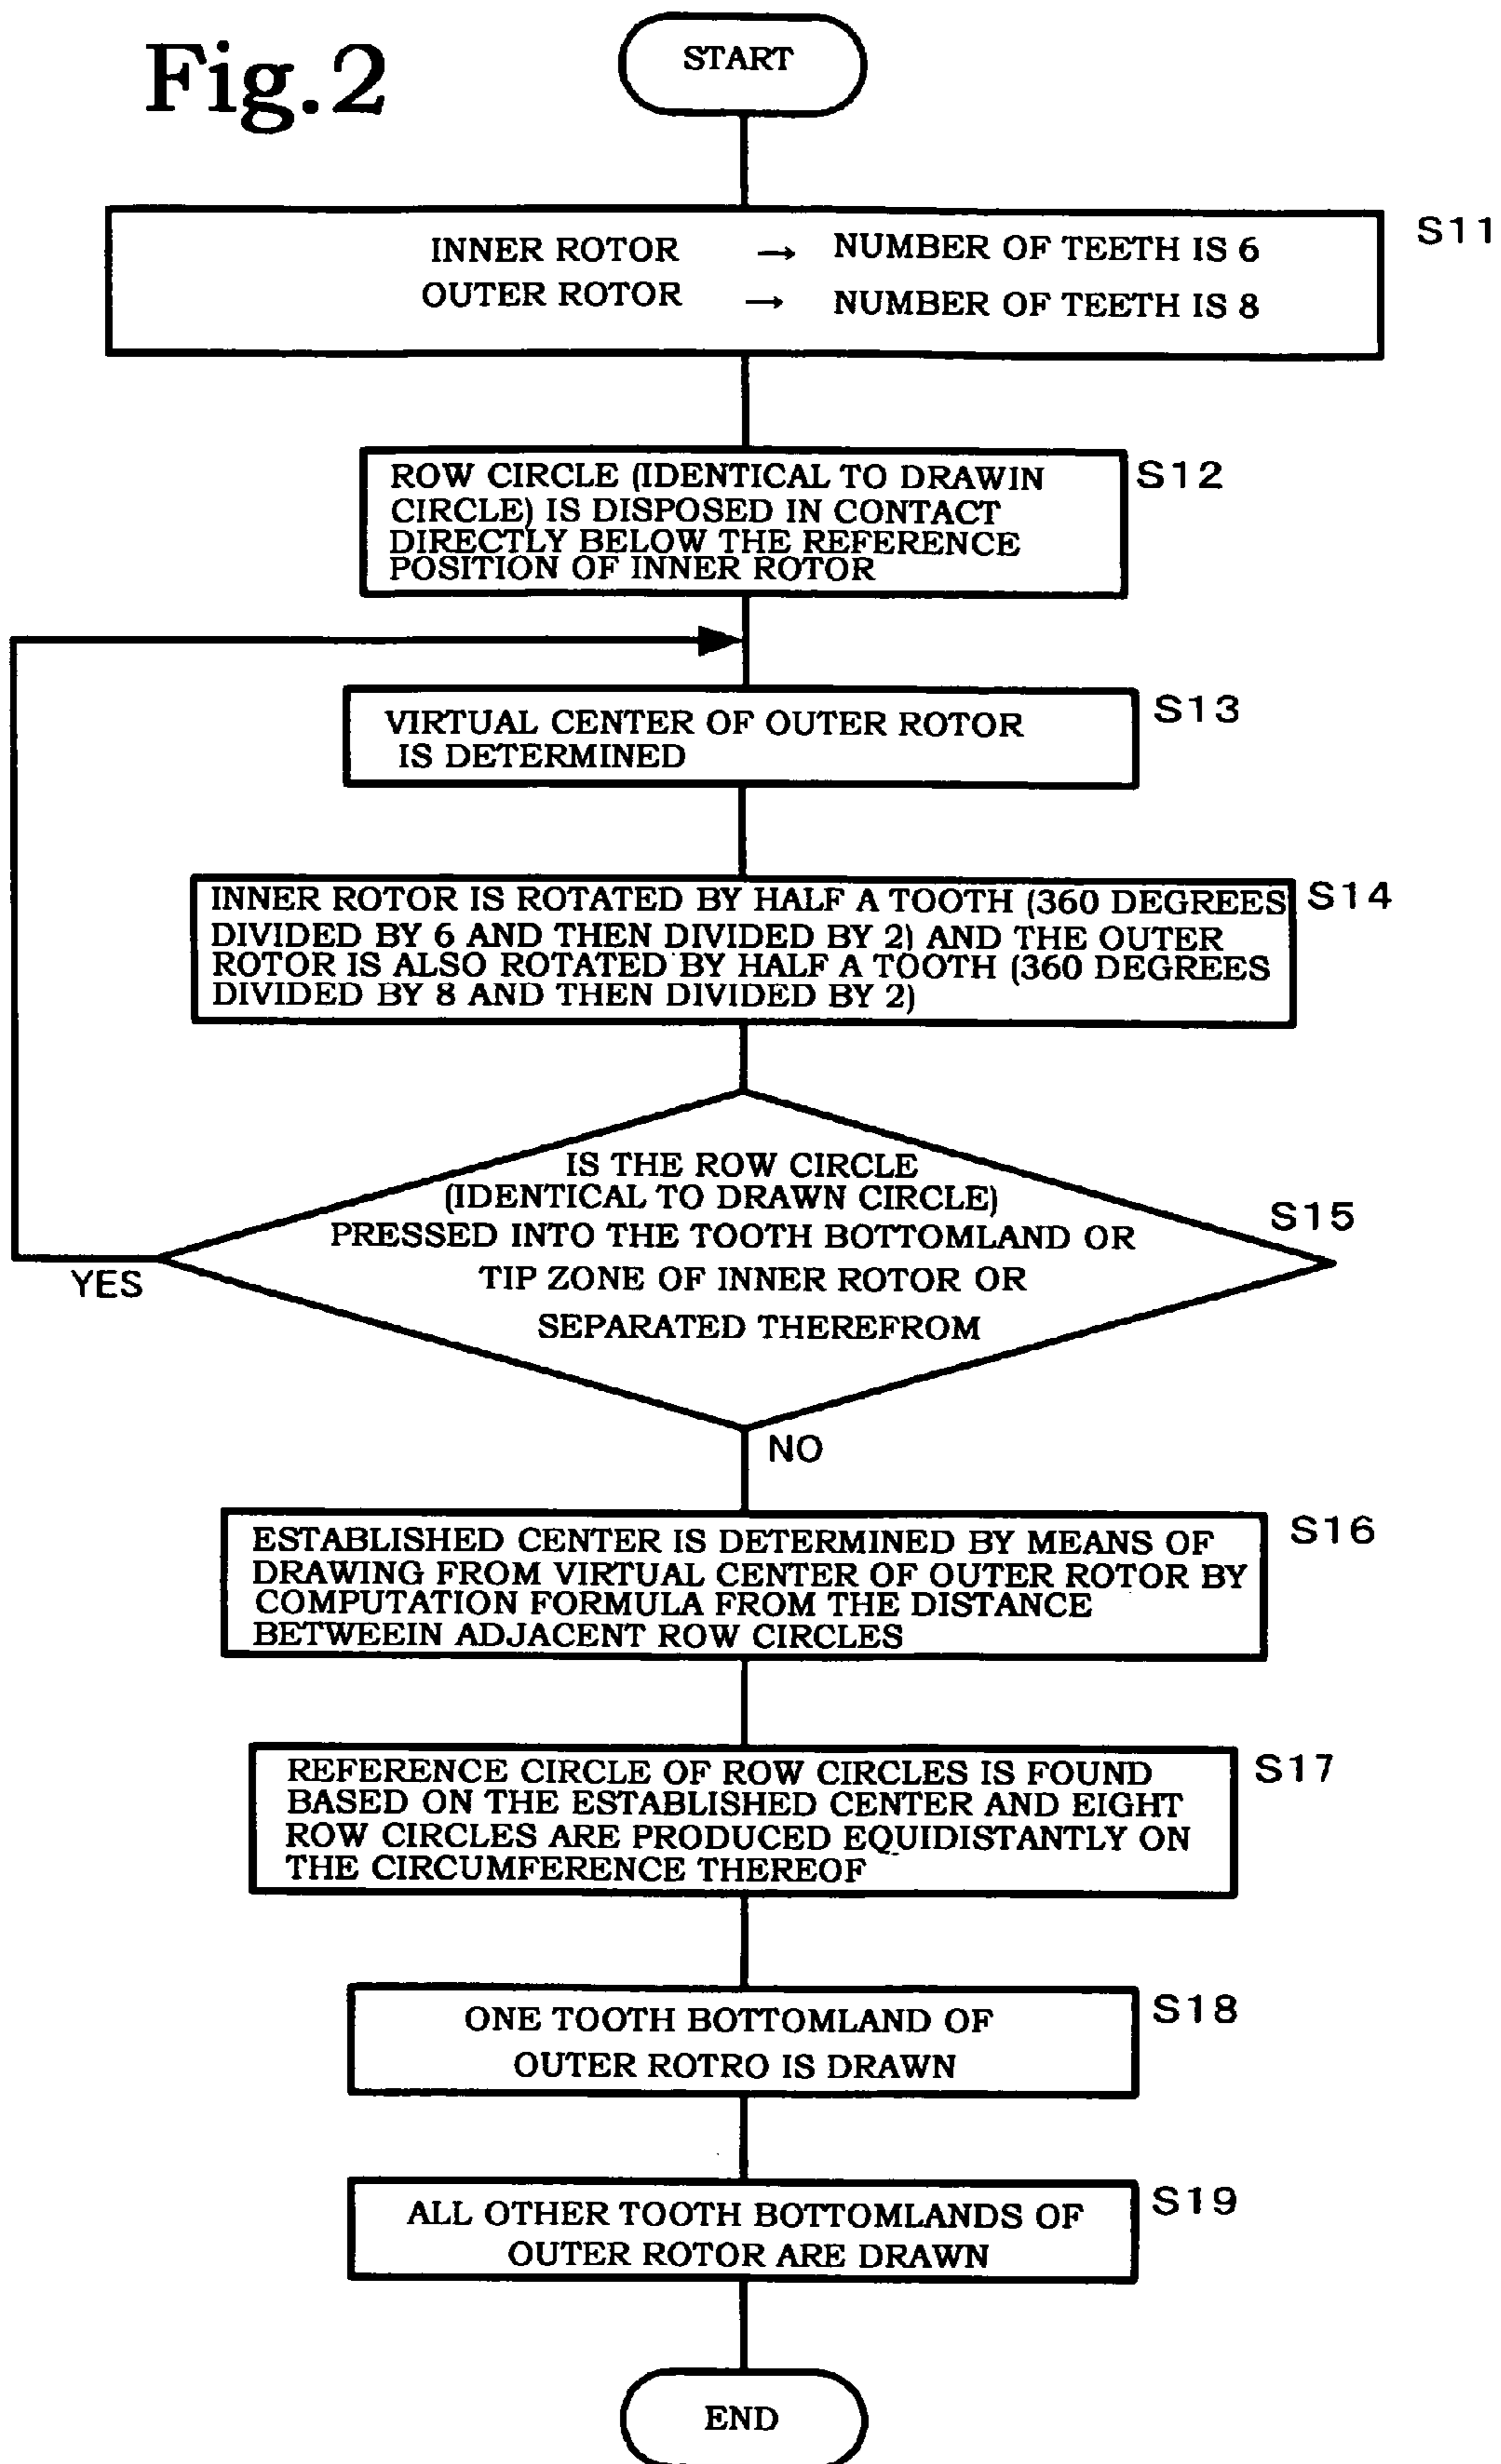 Fig.2
START
S11
INNER ROTOR → NUMBER OF TEETH IS 6
OUTER ROTOR → NUMBER OF TEETH IS 8
S12
ROW CIRCLE (IDENTICAL TO DRAWIN
CIRCLE) IS DISPOSED IN CONTACT
DIRECTLY BELOW THE REFERENCE
POSITION OF INNER ROTOR
S13
VIRTUAL CENTER OF OUTER ROTOR
IS DETERMINED
S14
INNER ROTOR IS ROTATED BY HALF A TOOTH (360 DEGREES
DIVIDED BY 6 AND THEN DIVIDED BY 2) AND THE OUTER
ROTOR IS ALSO ROTATED BY HALF A TOOTH (360 DEGREES
DIVIDED BY 8 AND THEN DIVIDED BY 2)
IS THE ROW CIRCLE
(IDENTICAL TO DRAWN CIRCLE)
PRESSED INTO THE TOOTH BOTTOMLAND OR
TIP ZONE OF INNER ROTOR OR
SEPARATED THEREFROM
S15
YES
NO
S16
ESTABLISHED CENTER IS DETERMINED BY MEANS OF
DRAWING FROM VIRTUAL CENTER OF OUTER ROTOR BY
COMPUTATION FORMULA FROM THE DISTANCE
BETWEEIN ADJACENT ROW CIRCLES
S17
REFERENCE CIRCLE OF ROW CIRCLES IS FOUND
BASED ON THE ESTABLISHED CENTER AND EIGHT
ROW CIRCLES ARE PRODUCED EQUIDISTANTLY ON
THE CIRCUMFERENCE THEREOF
S18
ONE TOOTH BOTTOMLAND OF
OUTER ROTRO IS DRAWN
S19
ALL OTHER TOOTH BOTTOMLANDS OF
OUTER ROTOR ARE DRAWN
END